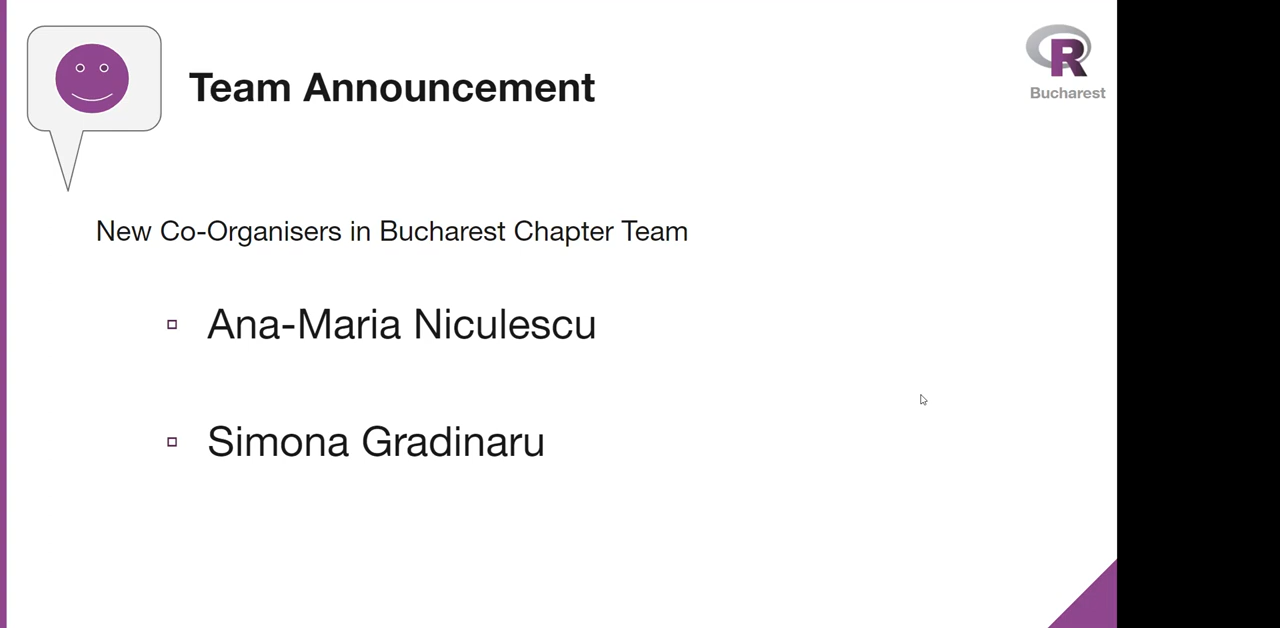 Team Announcement
R
Bucharest
New Co-Organisers in Bucharest Chapter Team
Ana-Maria Niculescu
Simona Gradinaru